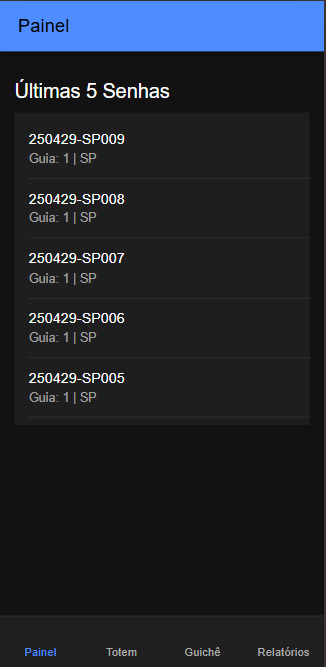 Painel
Últimas 5 Senhas
250429-SP009
Guia: 1 | SP
250429-SP008
Guia: 1 | SP
250429-SP007
Guia: 1 | SP
250429-SP006
Guia: 1 | SP
250429-SP005
Guia: 1 | SP
Painel Totem Guichê Relatórios